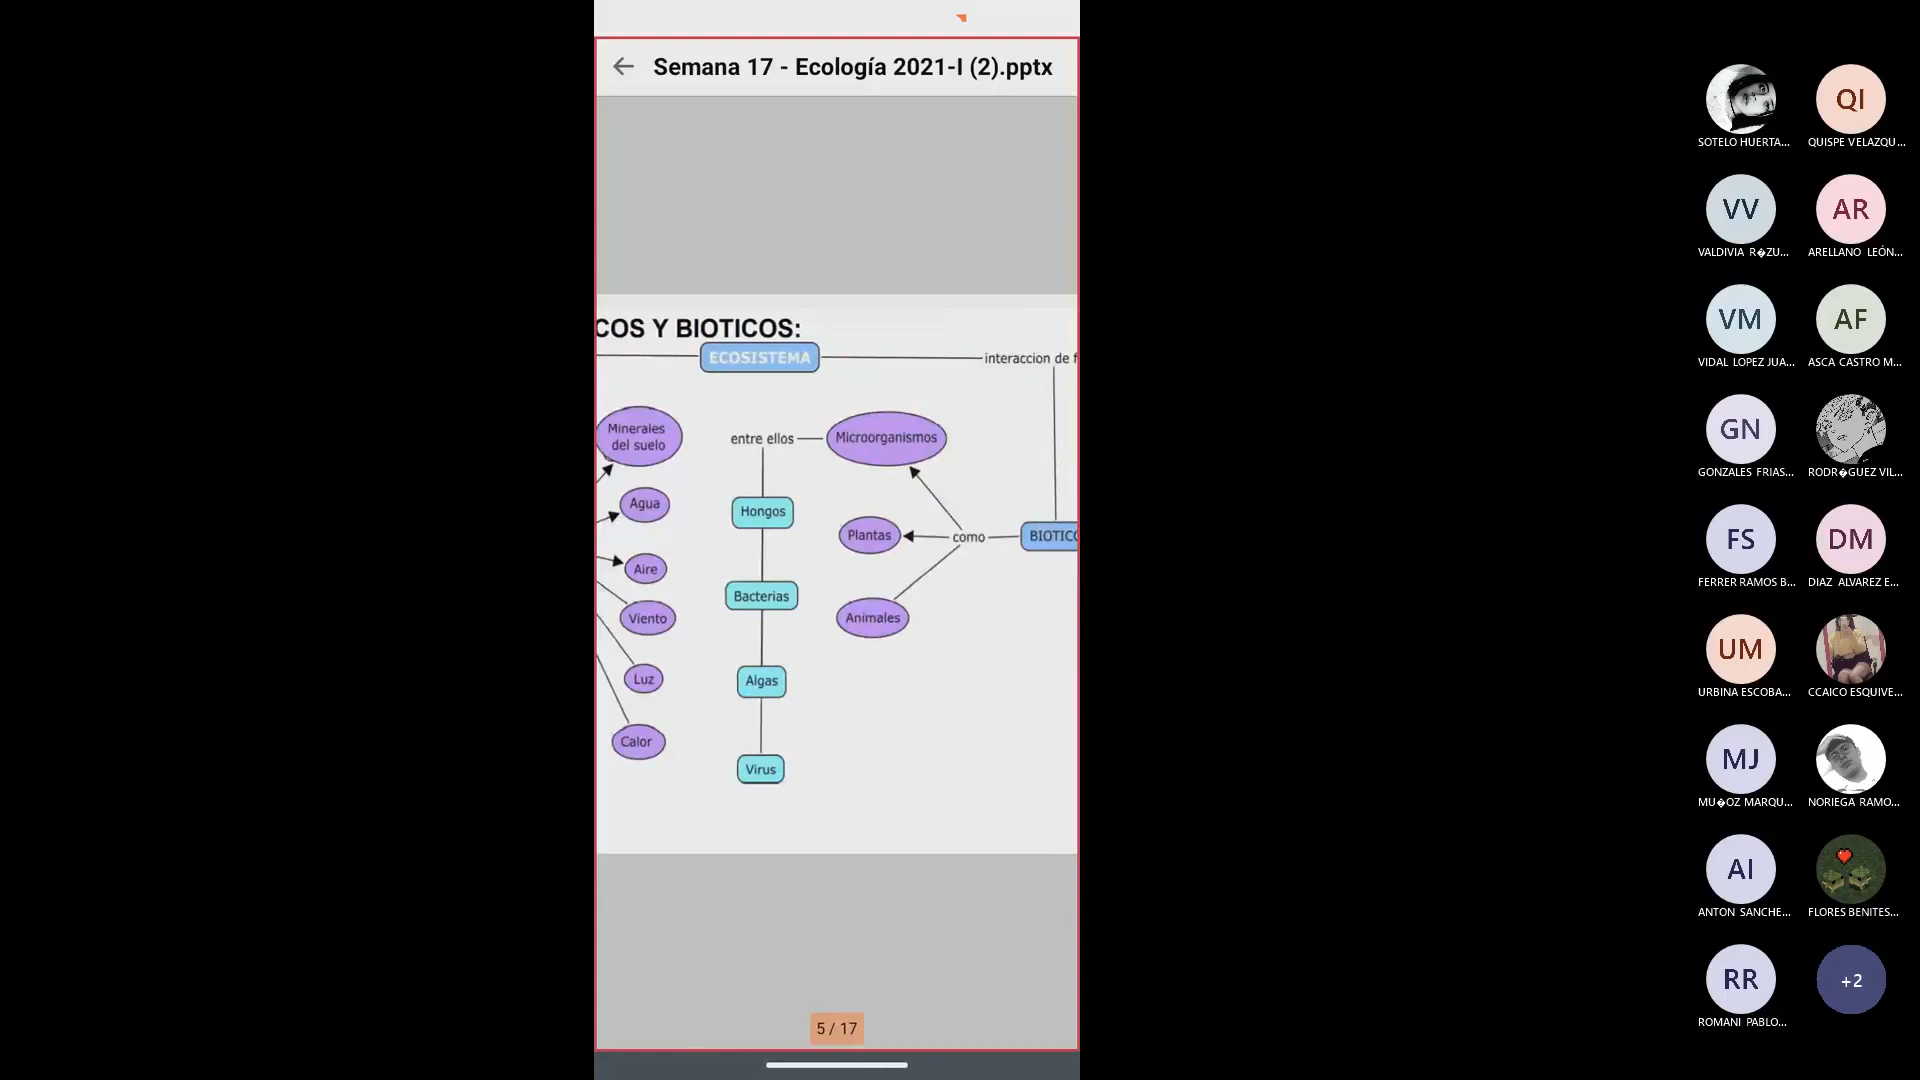 Semana 17 - Ecología 2021-I (2).pptx
COS Y BIOTICOS:
ECOSISTEMA
interaccion de f
Minerales
del suelo
entre ellos
Microorganismos
Agua
Hongos
Plantas
como
BIOTICO
Aire
Bacterias
Viento
Animales
Luz
Algas
Calor
Virus
5 / 17
SOTELO HUERTA...
QI
QUISPE VELAZQU...
VV
VALDIVIA R�ZU...
AR
ARELLANO LEÓN...
VM
VIDAL LOPEZ JUA...
AF
ASCA CASTRO M...
GN
GONZALES FRIAS...
RODR�GUEZ VIL...
FS
FERRER RAMOS B...
DM
DIAZ ALVAREZ E...
UM
URBINA ESCOBA...
CCAICO ESQUIVE...
MJ
MU�OZ MARQU...
NORIEGA RAMO...
AI
ANTON SANCHE...
FLORES BENITES...
RR
ROMANI PABLO...
+2